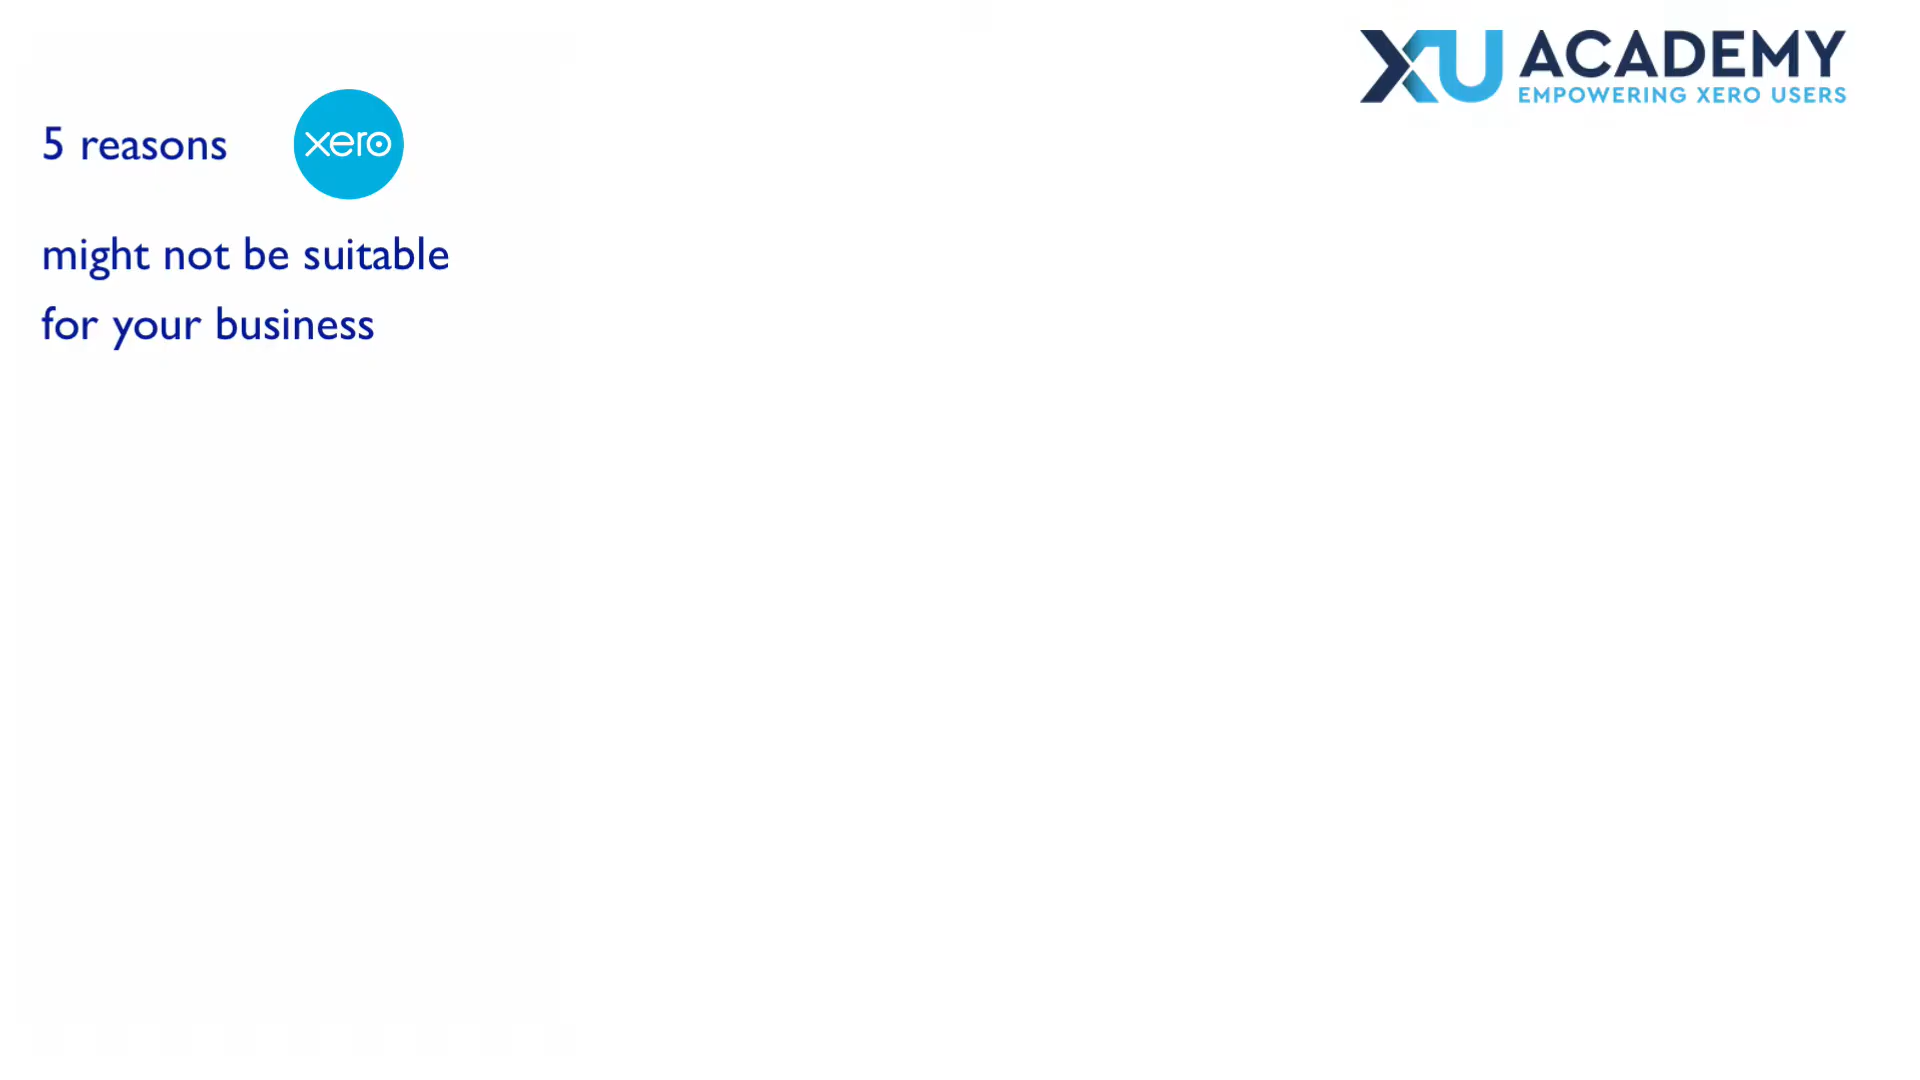 XU ACADEMY
EMPOWERING XERO USERS
5 reasons xero
might not be suitable
for your business